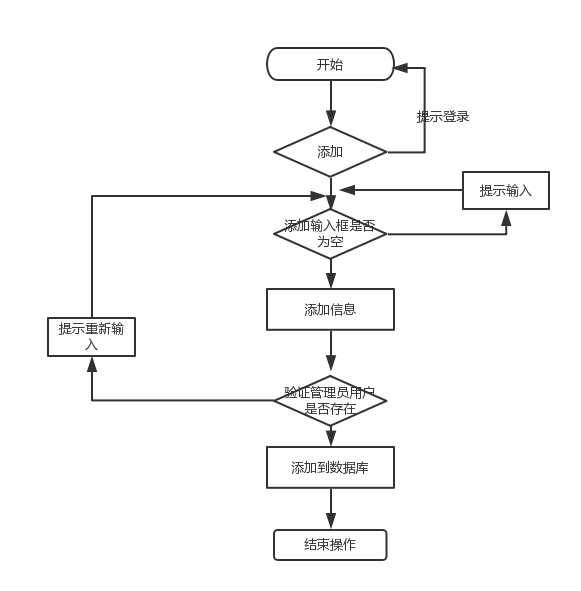 开始
提示登录
添加
提示输入
添加输入框是否
为空
添加信息
提示重新输
入
验证管理员用户
是否存在
添加到数据库
结束操作